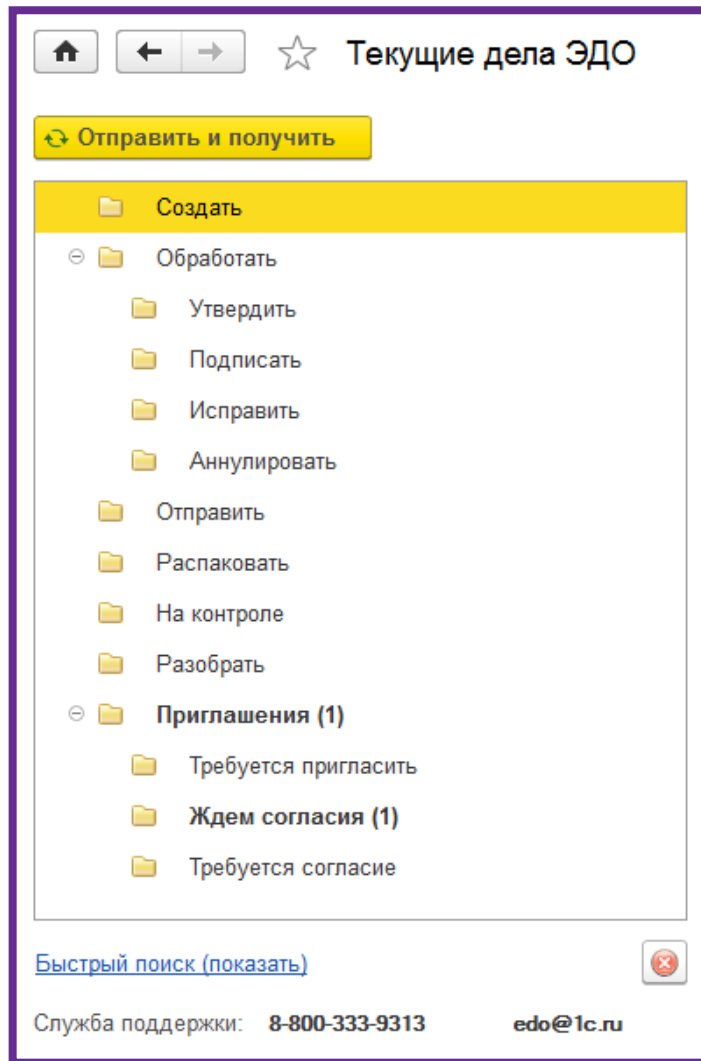 Текущие дела ЭДО
Отправить и получить
Создать
Обработать
Утвердить
Подписать
Исправить
Аннулировать
Отправить
Распаковать
На контроле
Разобрать
Приглашения (1)
Требуется пригласить
Ждем согласия (1)
Требуется согласие
Быстрый поиск (показать)
Служба поддержки: 8-800-333-9313 edo@1c.ru